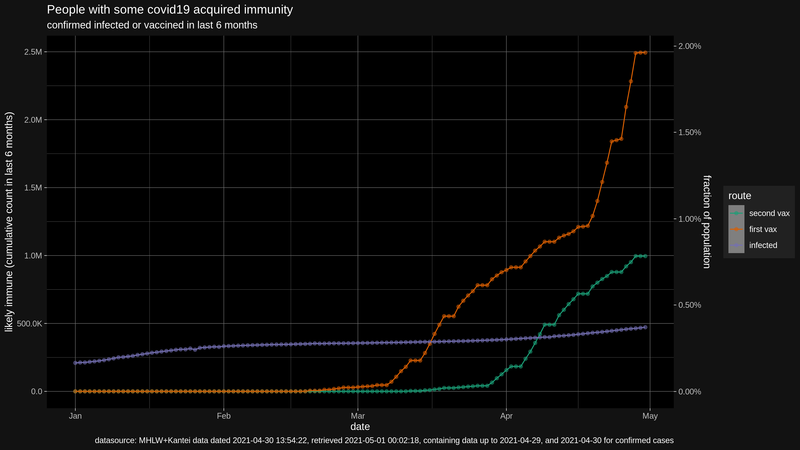 People with some covid19 acquired immunity
confirmed infected or vaccined in last 6 months
2.5M
2.0M
1.5M
1.0M
500.0K
0.0
likely immune (cumulative count in last 6 months)
2.00%
1.50%
1.00%
0.50%
0.00%
fraction of population
route
second vax
first vax
infected
Jan Feb Mar Apr May
date
datasource: MHLW+Kantei data dated 2021-04-30 13:54:22, retrieved 2021-05-01 00:02:18, containing data up to 2021-04-29, and 2021-04-30 for confirmed cases